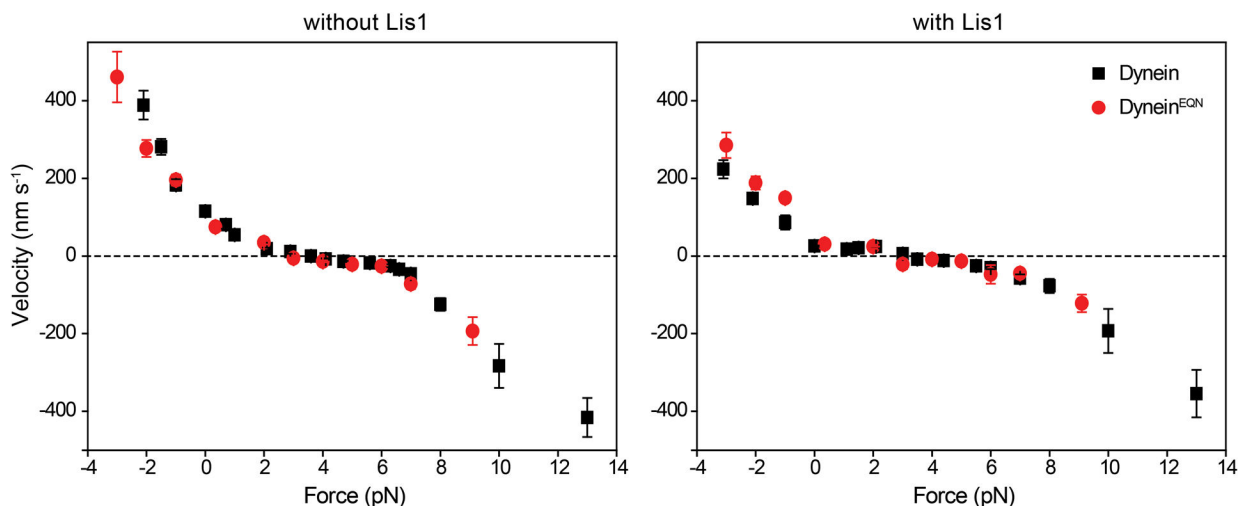 without Lis1
with Lis1
Velocity (nm s⁻¹)
400
200
0
-200
-400
-4 -2 0 2 4 6 8 10 12 14
Force (pN)
400
200
0
-200
-400
-4 -2 0 2 4 6 8 10 12 14
Force (pN)
Dynein
Dynein^EQN